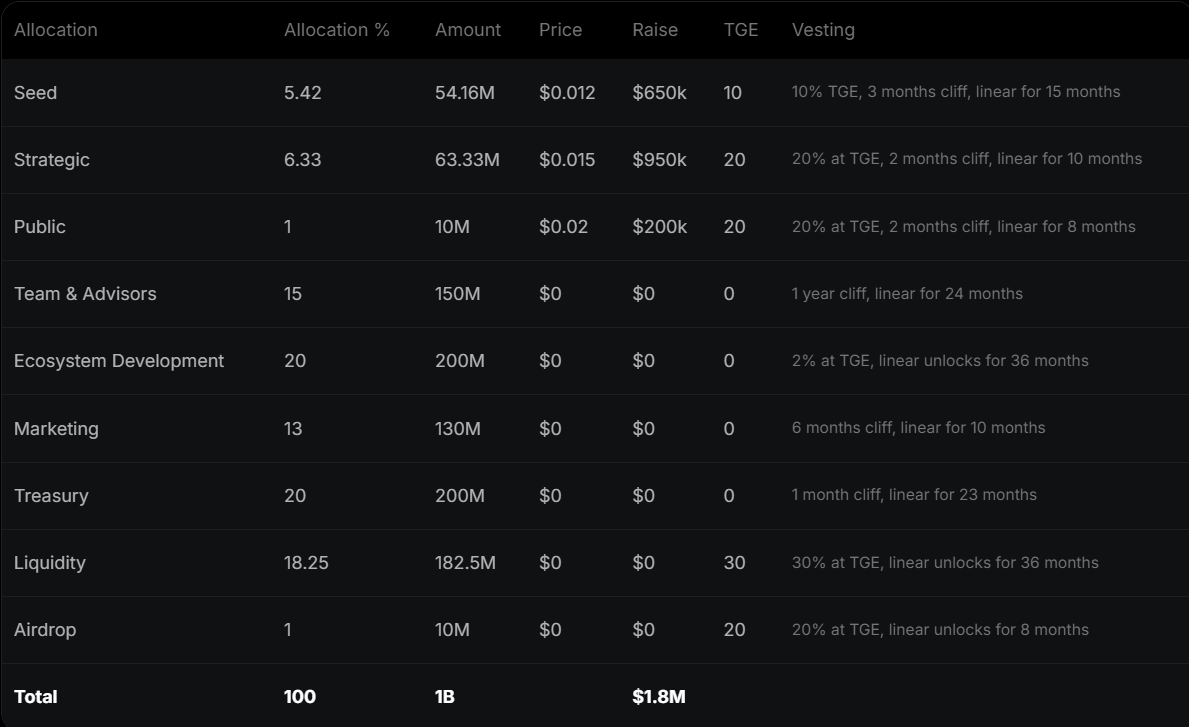 Allocation Allocation % Amount Price Raise TGE Vesting
Seed 5.42 54.16M $0.012 $650k 10 10% TGE, 3 months cliff, linear for 15 months
Strategic 6.33 63.33M $0.015 $950k 20 20% at TGE, 2 months cliff, linear for 10 months
Public 1 10M $0.02 $200k 20 20% at TGE, 2 months cliff, linear for 8 months
Team & Advisors 15 150M $0 $0 0 1 year cliff, linear for 24 months
Ecosystem Development 20 200M $0 $0 0 2% at TGE, linear unlocks for 36 months
Marketing 13 130M $0 $0 0 6 months cliff, linear for 10 months
Treasury 20 200M $0 $0 0 1 month cliff, linear for 23 months
Liquidity 18.25 182.5M $0 $0 30 30% at TGE, linear unlocks for 36 months
Airdrop 1 10M $0 $0 20 20% at TGE, linear unlocks for 8 months
Total 100 1B $1.8M